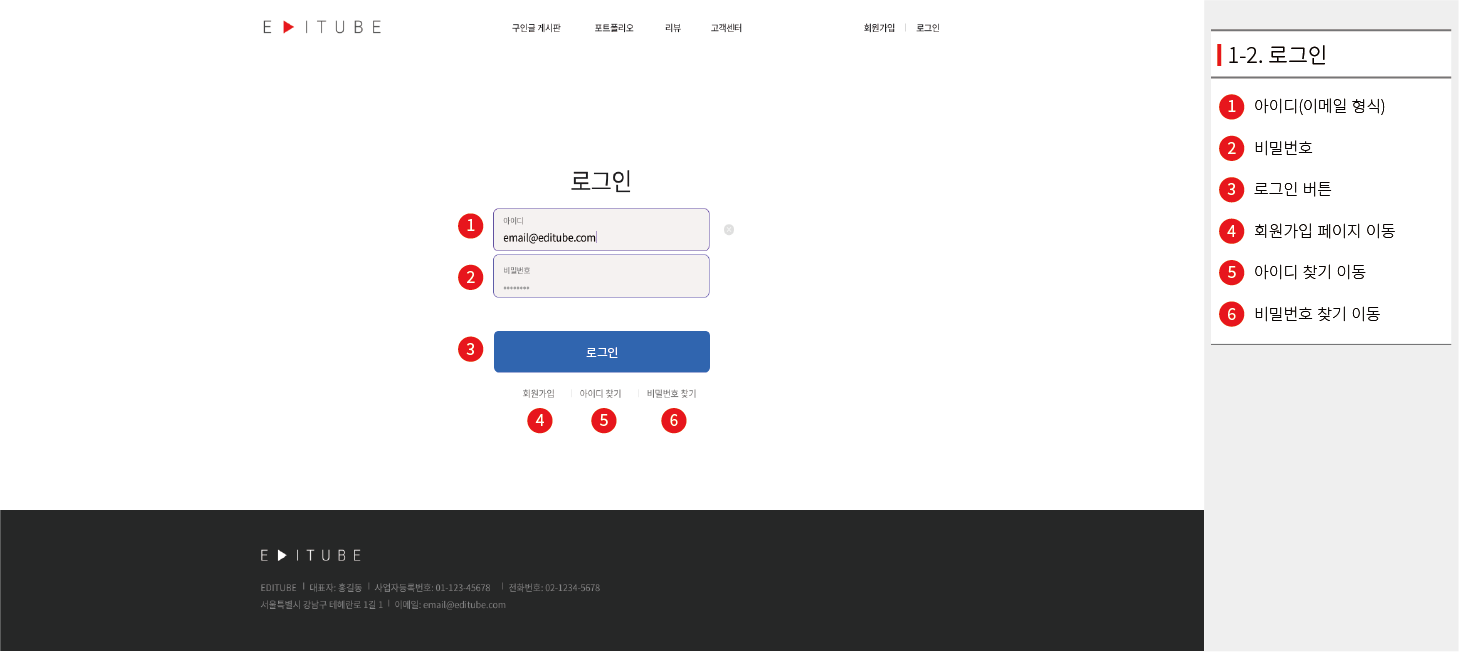 E ▶ I T U B E
구인글 게시판 포트폴리오 리뷰 고객센터 회원가입 | 로그인
로그인
1 아이디
email@editube.com
2 비밀번호
••••••••
3 로그인
회원가입 | 아이디 찾기 | 비밀번호 찾기
4 5 6
E ▶ I T U B E
EDITUBE | 대표자: 홍길동 | 사업자등록번호: 01-123-45678 | 전화번호: 02-1234-5678
서울특별시 강남구 테해란로 1길 1 | 이메일: email@editube.com
1-2. 로그인
1 아이디(이메일 형식)
2 비밀번호
3 로그인 버튼
4 회원가입 페이지 이동
5 아이디 찾기 이동
6 비밀번호 찾기 이동